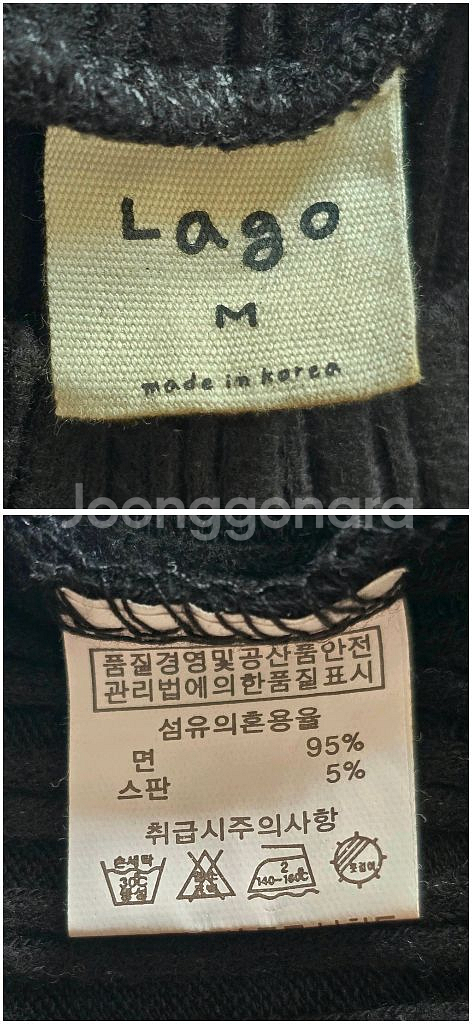 Lago
M
made in korea
Joonggonara
품질경영및공산품안전
관리법에의한품질표시
섬유의혼용율
면 95%
스판 5%
취급시주의사항
손세탁
30℃
중성
2
140~160℃
옷걸이